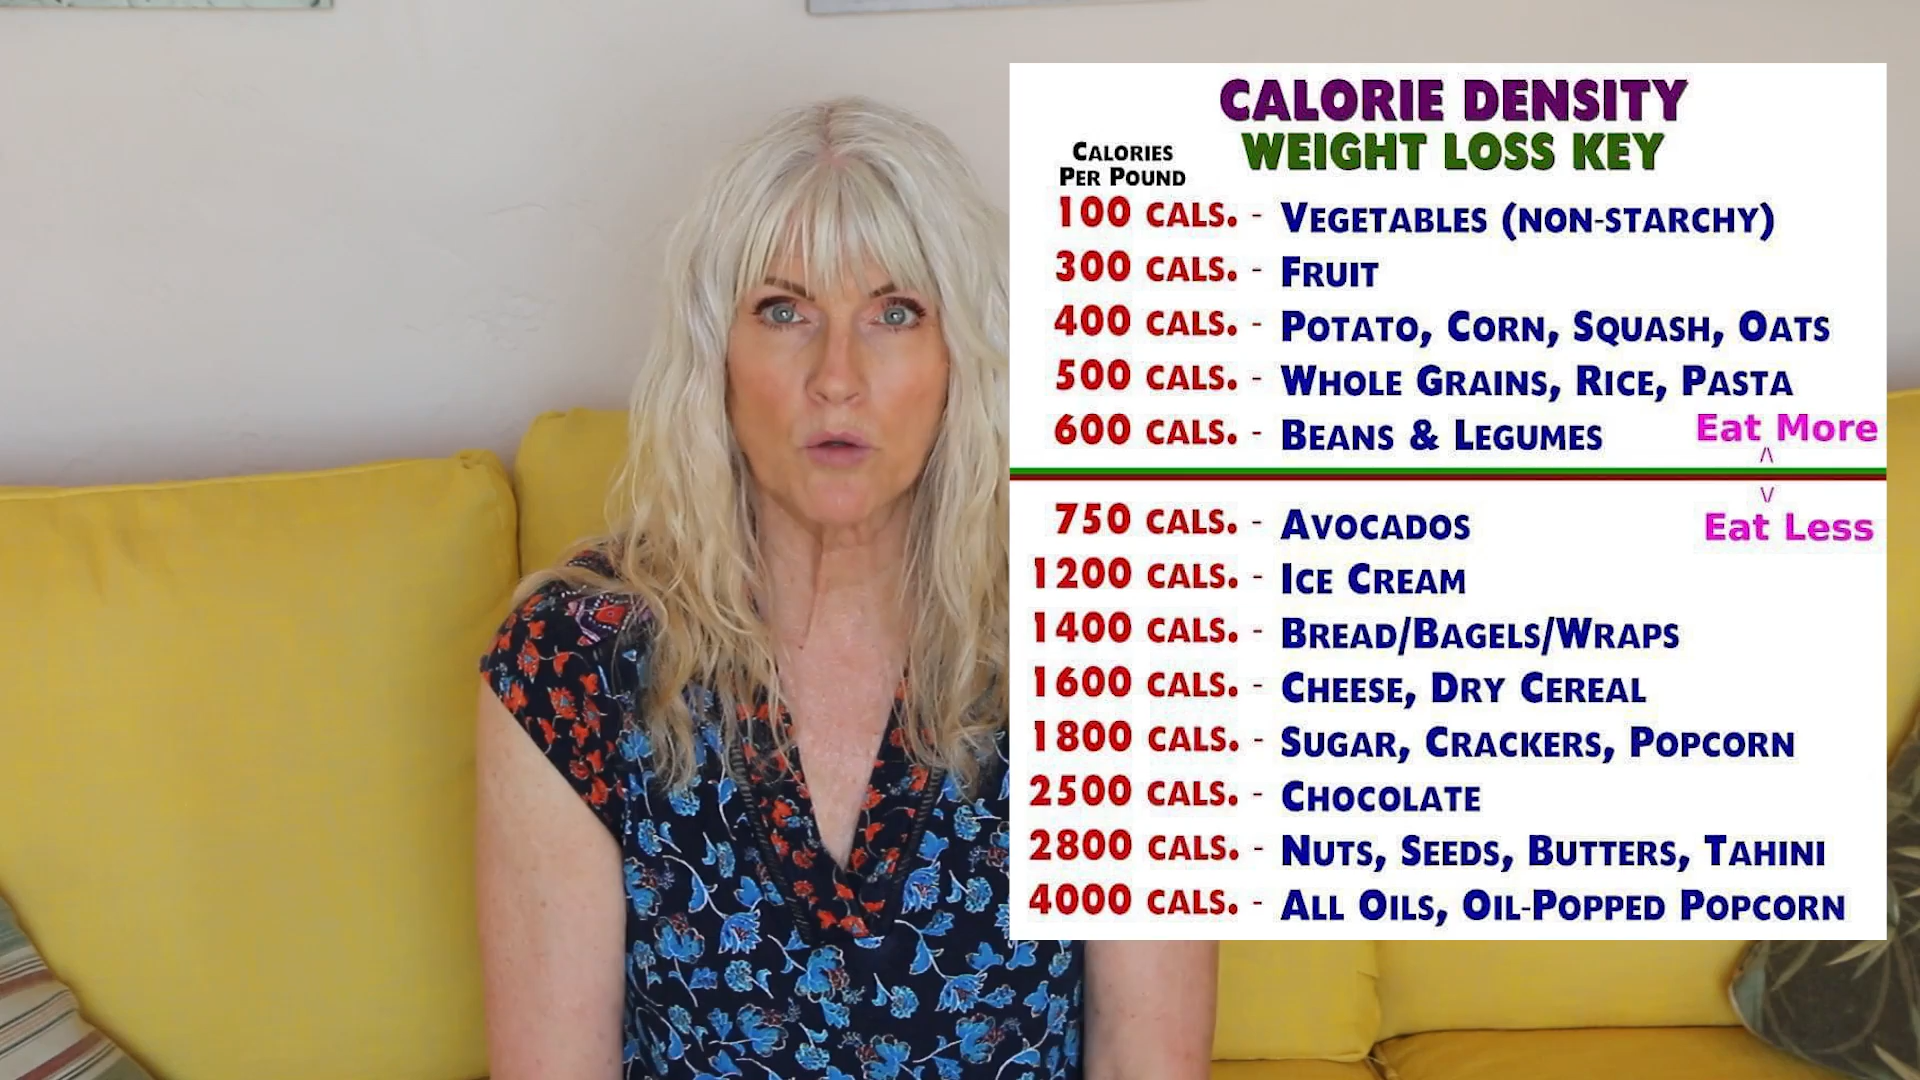 CALORIE DENSITY
WEIGHT LOSS KEY
CALORIES
PER POUND
100 CALS. - VEGETABLES (NON-STARCHY)
300 CALS. - FRUIT
400 CALS. - POTATO, CORN, SQUASH, OATS
500 CALS. - WHOLE GRAINS, RICE, PASTA
600 CALS. - BEANS & LEGUMES
Eat More
Eat Less
750 CALS. - AVOCADOS
1200 CALS. - ICE CREAM
1400 CALS. - BREAD/BAGELS/WRAPS
1600 CALS. - CHEESE, DRY CEREAL
1800 CALS. - SUGAR, CRACKERS, POPCORN
2500 CALS. - CHOCOLATE
2800 CALS. - NUTS, SEEDS, BUTTERS, TAHINI
4000 CALS. - ALL OILS, OIL-POPPED POPCORN